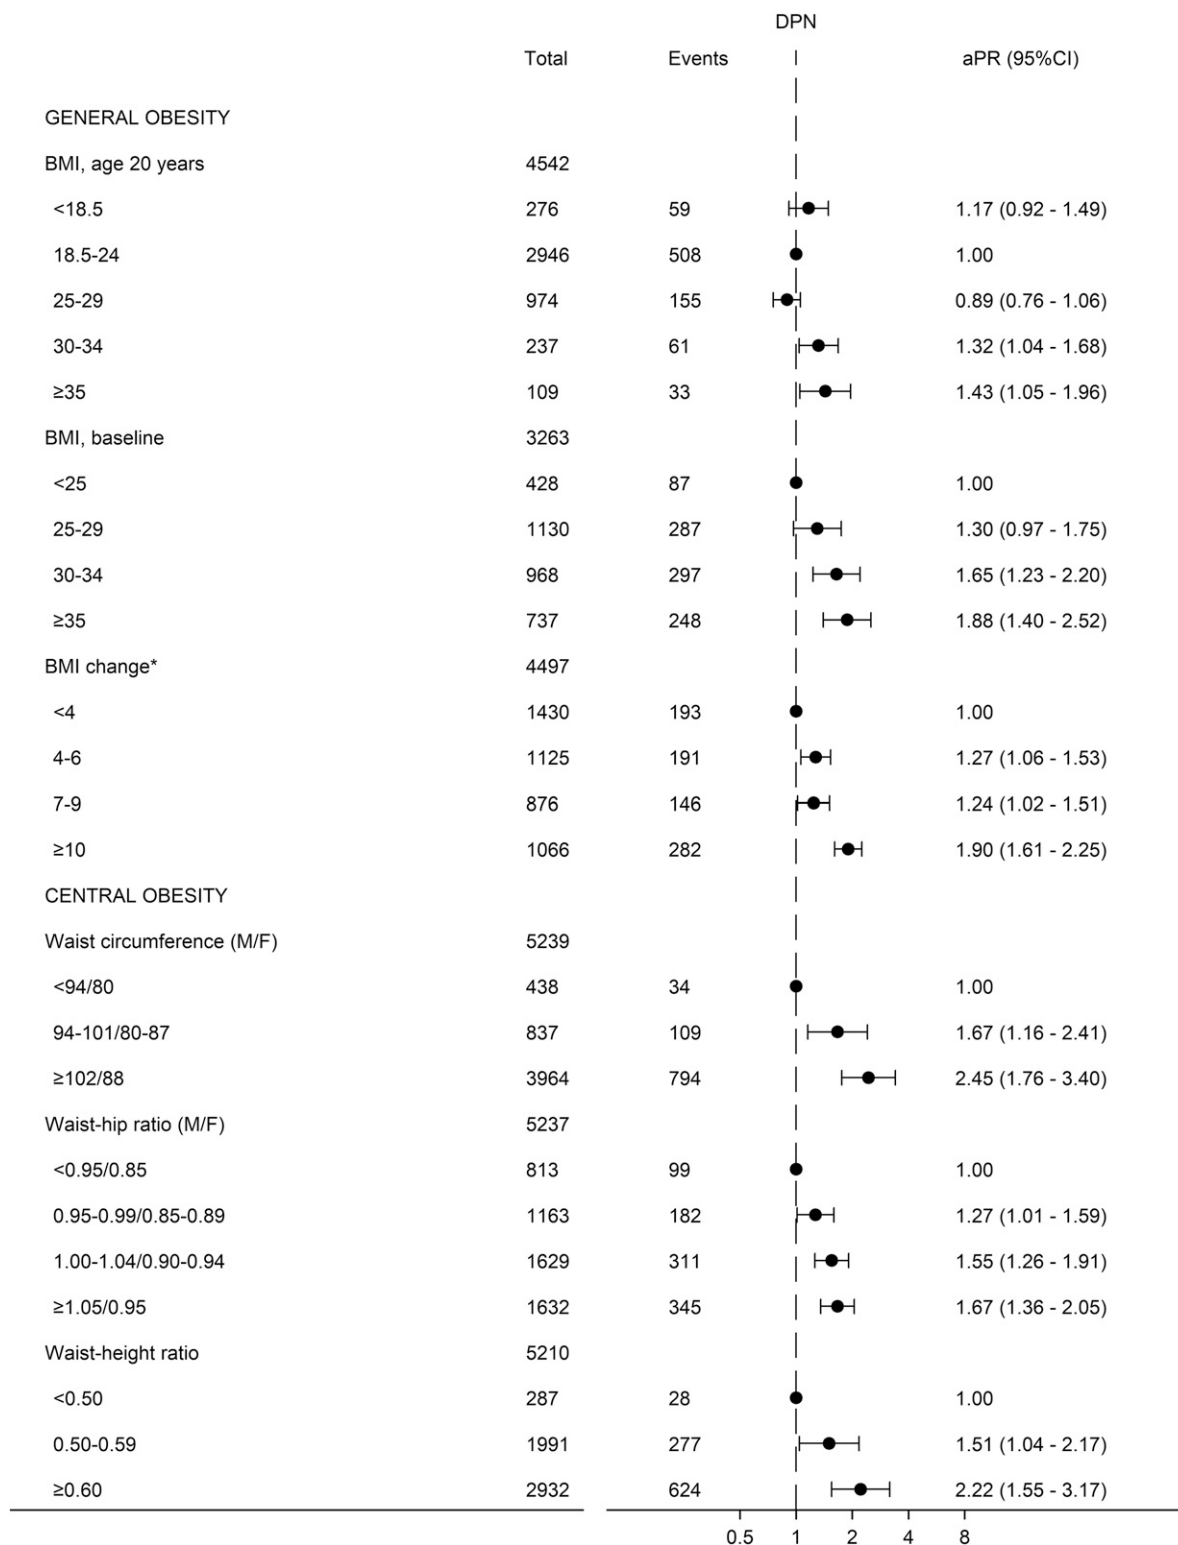 DPN
Total Events aPR (95%CI)
GENERAL OBESITY
BMI, age 20 years 4542
<18.5 276 59 1.17 (0.92 - 1.49)
18.5-24 2946 508 1.00
25-29 974 155 0.89 (0.76 - 1.06)
30-34 237 61 1.32 (1.04 - 1.68)
≥35 109 33 1.43 (1.05 - 1.96)
BMI, baseline 3263
<25 428 87 1.00
25-29 1130 287 1.30 (0.97 - 1.75)
30-34 968 297 1.65 (1.23 - 2.20)
≥35 737 248 1.88 (1.40 - 2.52)
BMI change* 4497
<4 1430 193 1.00
4-6 1125 191 1.27 (1.06 - 1.53)
7-9 876 146 1.24 (1.02 - 1.51)
≥10 1066 282 1.90 (1.61 - 2.25)
CENTRAL OBESITY
Waist circumference (M/F) 5239
<94/80 438 34 1.00
94-101/80-87 837 109 1.67 (1.16 - 2.41)
≥102/88 3964 794 2.45 (1.76 - 3.40)
Waist-hip ratio (M/F) 5237
<0.95/0.85 813 99 1.00
0.95-0.99/0.85-0.89 1163 182 1.27 (1.01 - 1.59)
1.00-1.04/0.90-0.94 1629 311 1.55 (1.26 - 1.91)
≥1.05/0.95 1632 345 1.67 (1.36 - 2.05)
Waist-height ratio 5210
<0.50 287 28 1.00
0.50-0.59 1991 277 1.51 (1.04 - 2.17)
≥0.60 2932 624 2.22 (1.55 - 3.17)
0.5 1 2 4 8